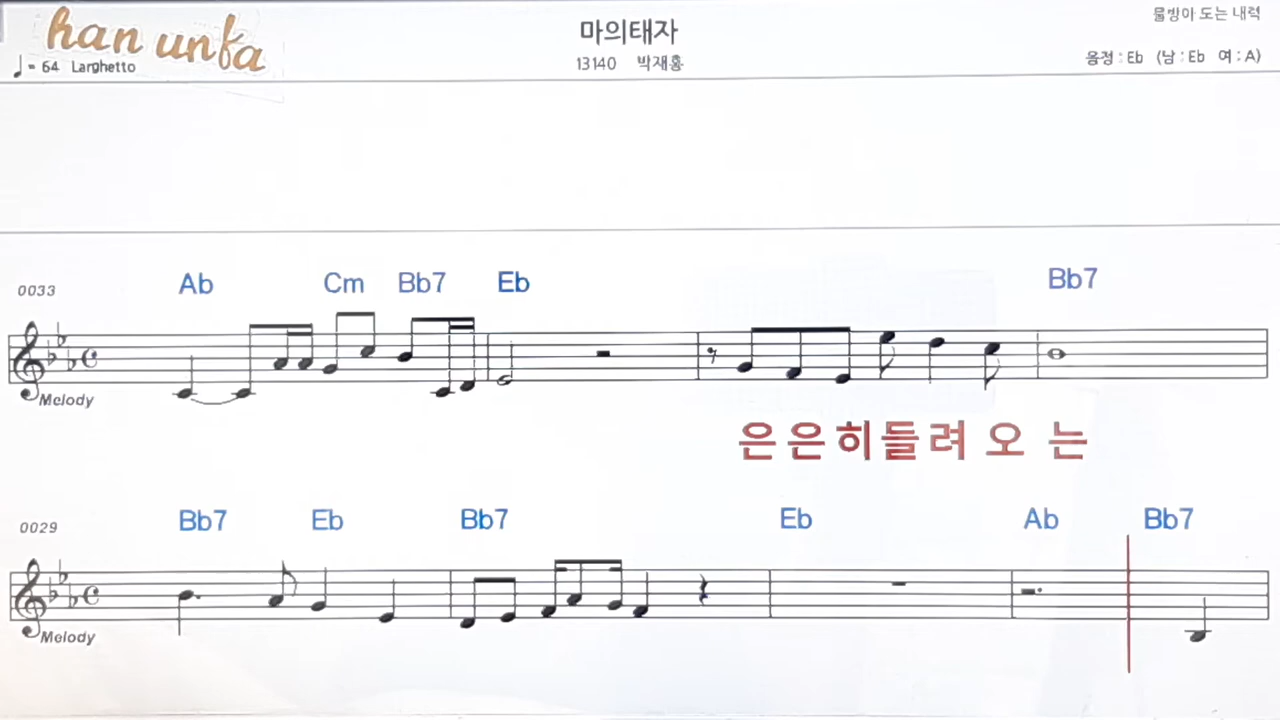 han unfa
♩= 64 Larghetto
마의태자
13140 박재홍
물방아 도는 내력
음정 : Eb (남 : Eb 여 : A)
0033 Ab Cm Bb7 Eb Bb7
Melody
은은히들려 오 는
0029 Bb7 Eb Bb7 Eb Ab Bb7
Melody